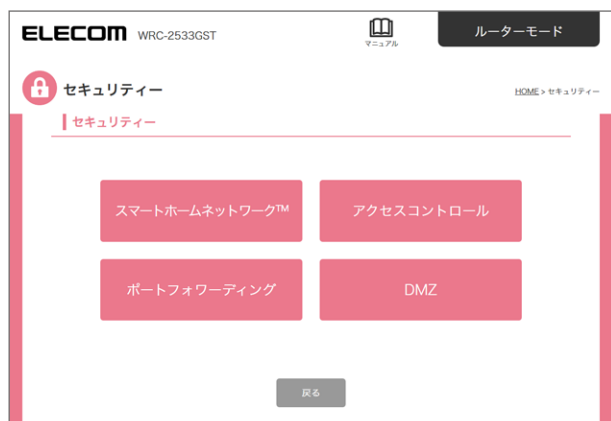 ELECOM WRC-2533GST
マニュアル
ルーターモード
セキュリティー
HOME > セキュリティー
セキュリティー
スマートホームネットワーク™
アクセスコントロール
ポートフォワーディング
DMZ
戻る